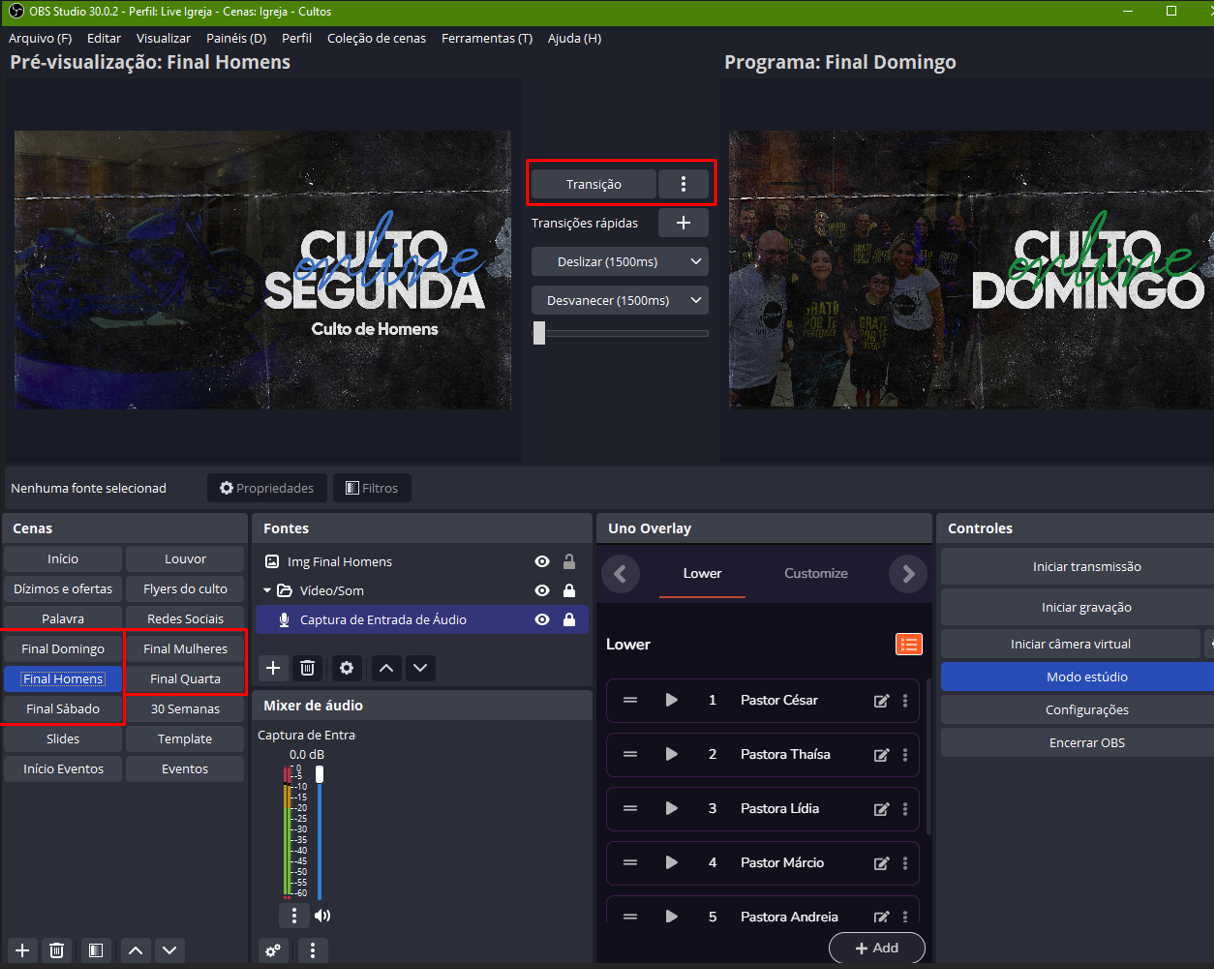 OBS Studio 30.0.2 - Perfil: Live Igreja - Cenas: Igreja - Cultos
Arquivo (F) Editar Visualizar Painéis (D) Perfil Coleção de cenas Ferramentas (T) Ajuda (H)
Pré-visualização: Final Homens
Programa: Final Domingo
CULTO
online
SEGUNDA
Culto de Homens
Transição
Transições rápidas
Deslizar (1500ms)
Desvanecer (1500ms)
CULTO
online
DOMINGO
GRATO
POR TE
PERTENCER
Nenhuma fonte selecionad
Propriedades
Filtros
Cenas
Início Louvor
Dízimos e ofertas Flyers do culto
Palavra Redes Sociais
Final Domingo Final Mulheres
Final Homens Final Quarta
Final Sábado 30 Semanas
Slides Template
Início Eventos Eventos
Fontes
Img Final Homens
Vídeo/Som
Captura de Entrada de Áudio
Mixer de áudio
Captura de Entra
0.0 dB
0
-5
-10
-15
-20
-25
-30
-35
-40
-45
-50
-55
-60
Uno Overlay
Lower Customize
Lower
1 Pastor César
2 Pastora Thaísa
3 Pastora Lídia
4 Pastor Márcio
5 Pastora Andreia
+ Add
Controles
Iniciar transmissão
Iniciar gravação
Iniciar câmera virtual
Modo estúdio
Configurações
Encerrar OBS